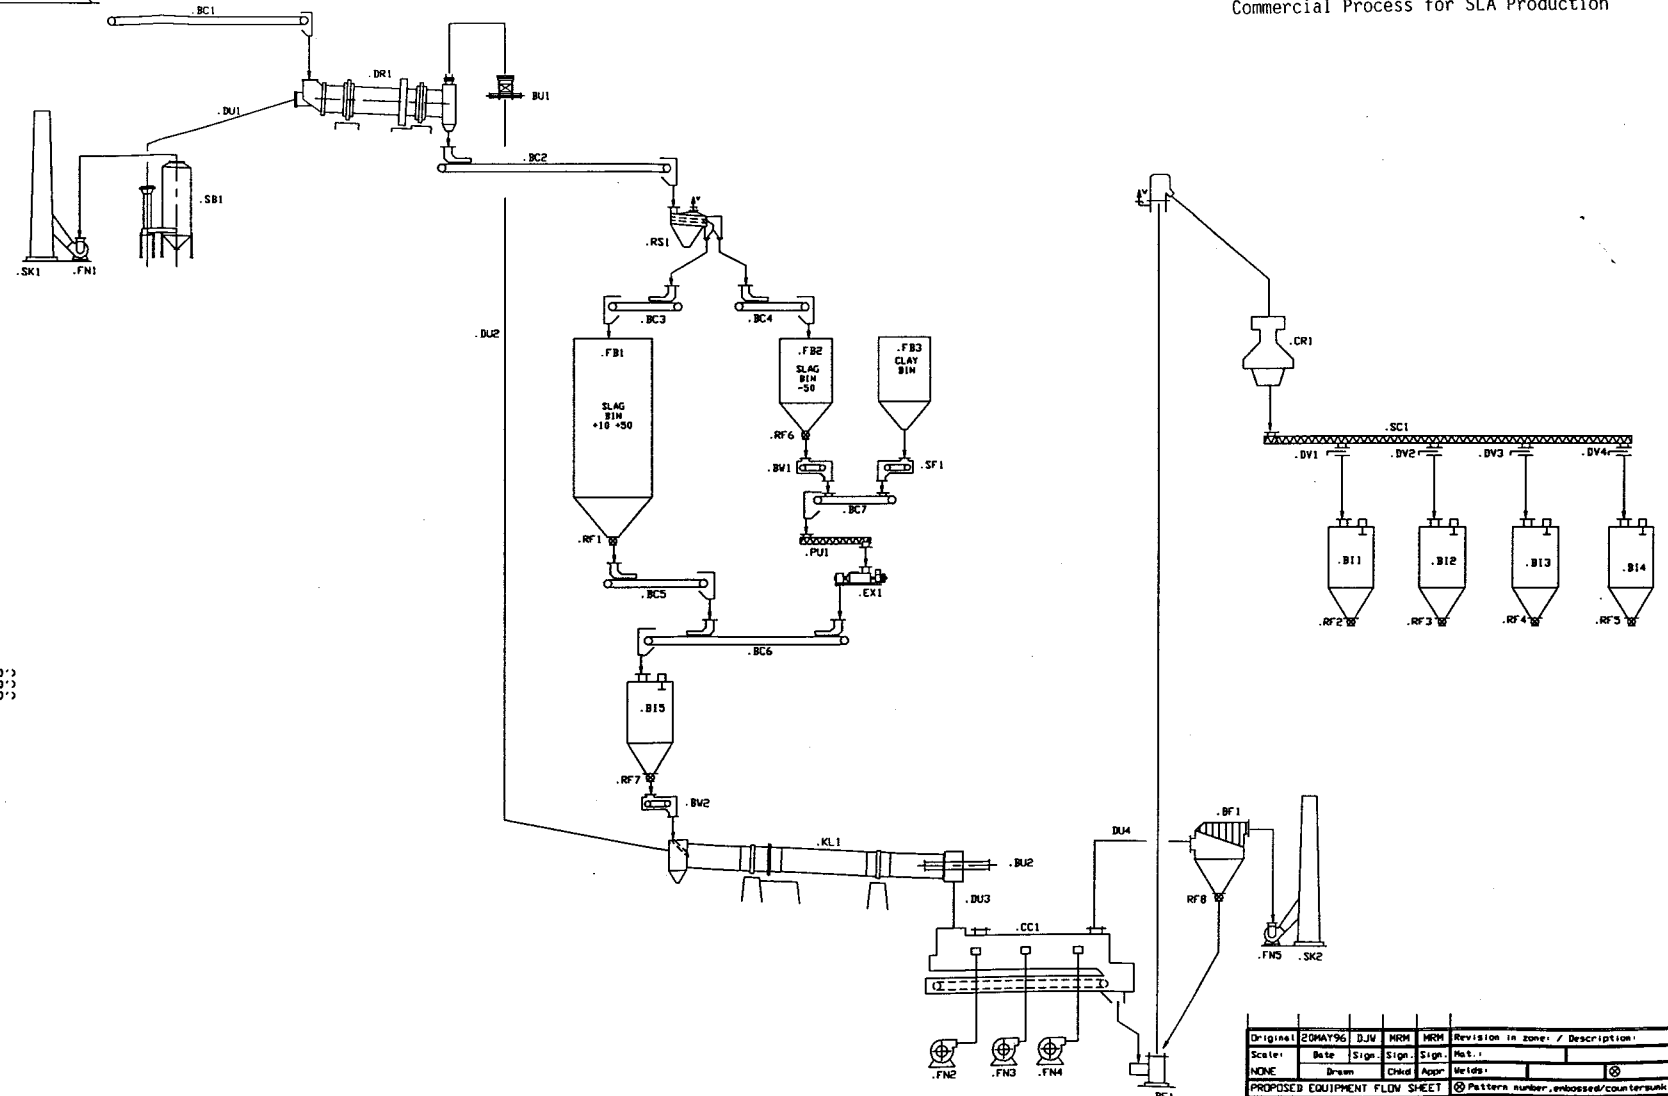 Commercial Process for SLA Production
.BC1
.DR1
.BU1
.DU1
.BC2
.SB1
.SK1
.FN1
.RS1
.DU2
.BC3
.BC4
.FB1
SLAG
BIN
+10 +50
.FB2
SLAG
BIN
-50
.FB3
CLAY
BIN
.RF6
.BW1
.SF1
.BC7
.RF1
.PU1
.BC5
.EX1
.BC6
.BI5
.RF7
.BW2
.KL1
.BU2
.DU3
.CC1
DU4
.BF1
RF8
.FN5
.SK2
.FN2
.FN3
.FN4
.CR1
.SC1
.DV1
.DV2
.DV3
.DV4
.BI1
.BI2
.BI3
.BI4
.RF2
.RF3
.RF4
.RF5
Original 20MAY96 DJW MRM MRM Revision in zone: / Description:
Scale: Date Sign. Sign. Sign. Mat.:
NONE Drawn Chkd Appr Welds:
PROPOSED EQUIPMENT FLOW SHEET Pattern number,embossed/countersunk